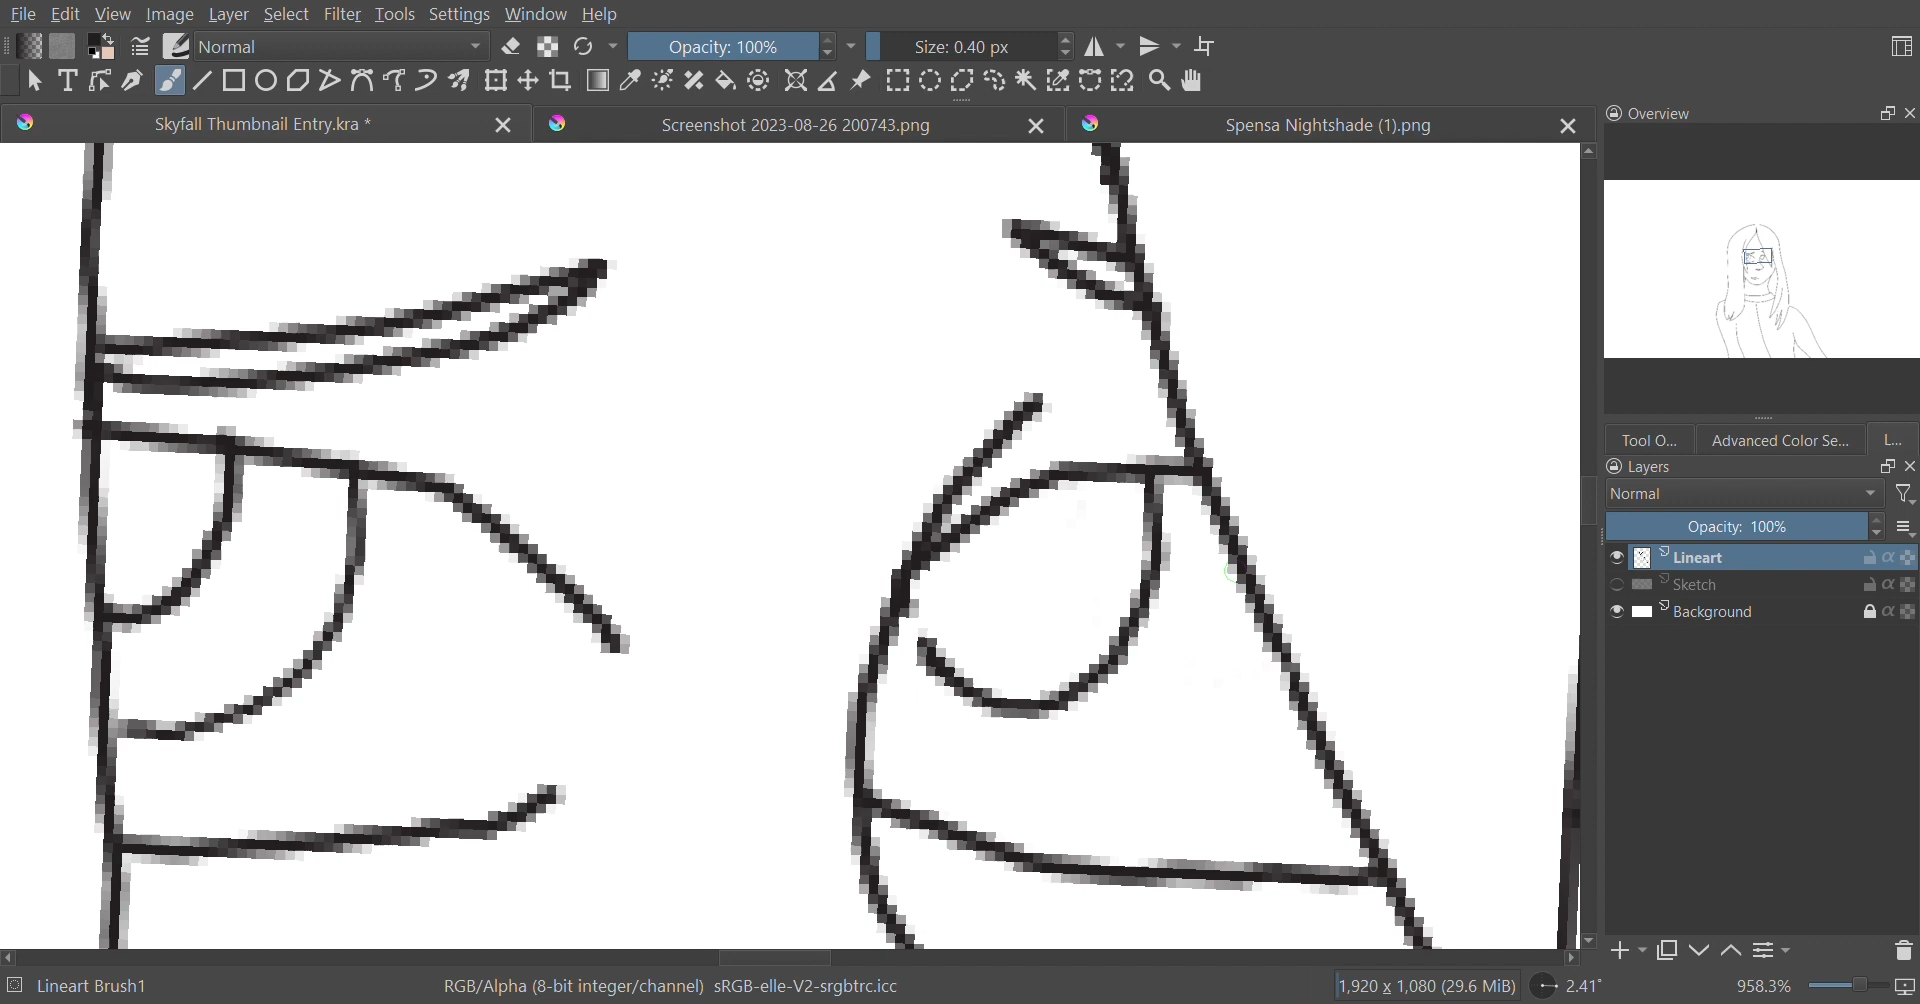 File Edit View Image Layer Select Filter Tools Settings Window Help
Normal Opacity: 100% Size: 0.40 px
Skyfall Thumbnail Entry.kra * Screenshot 2023-08-26 200743.png Spensa Nightshade (1).png
Overview
Tool O... Advanced Color Se... L...
Layers
Normal
Opacity: 100%
Lineart
Sketch
Background
Lineart Brush1 RGB/Alpha (8-bit integer/channel) sRGB-elle-V2-srgbtrc.icc 1,920 x 1,080 (29.6 MiB) 2.41° 958.3%